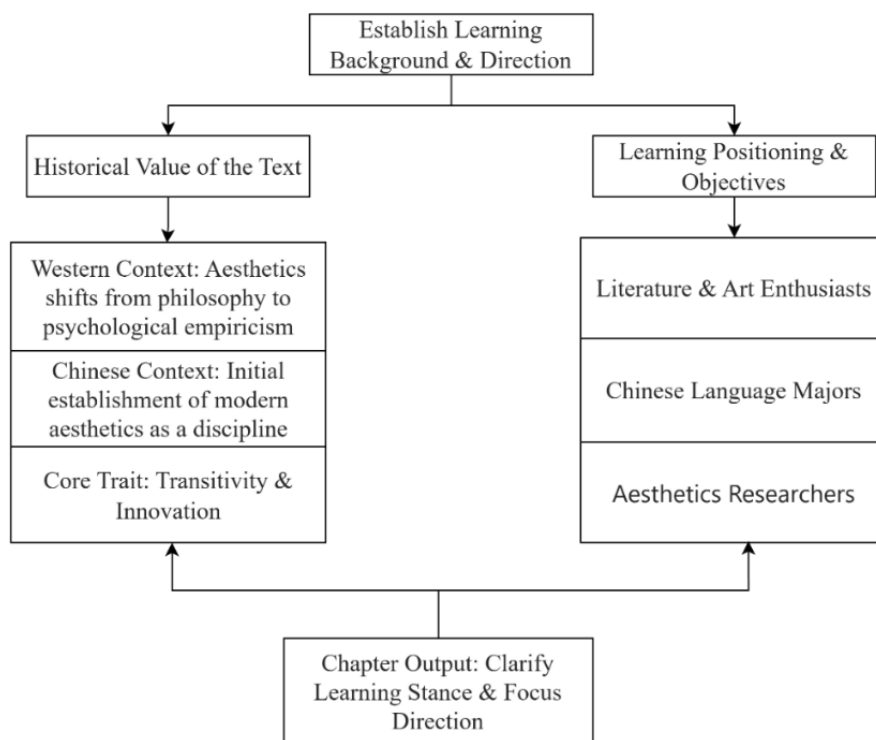 Establish Learning
Background & Direction
Historical Value of the Text
Learning Positioning &
Objectives
Western Context: Aesthetics
shifts from philosophy to
psychological empiricism
Chinese Context: Initial
establishment of modern
aesthetics as a discipline
Core Trait: Transitivity &
Innovation
Literature & Art Enthusiasts
Chinese Language Majors
Aesthetics Researchers
Chapter Output: Clarify
Learning Stance & Focus
Direction